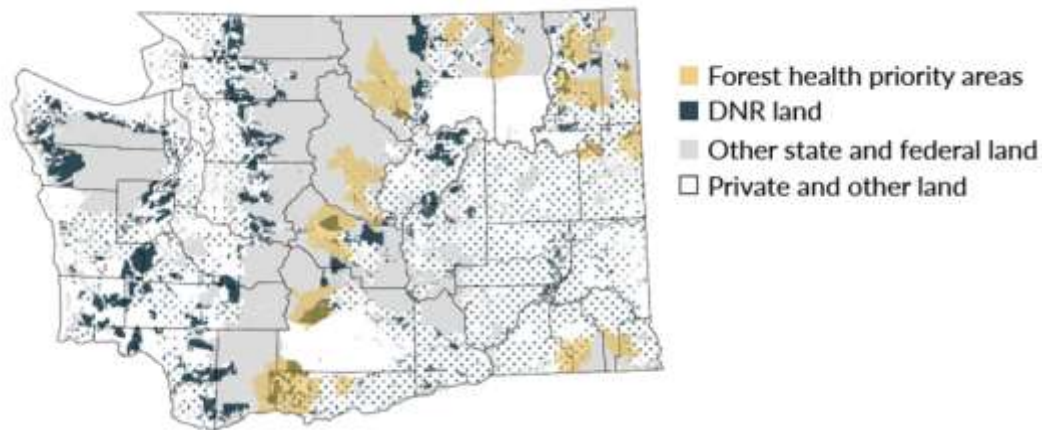 Forest health priority areas
DNR land
Other state and federal land
Private and other land